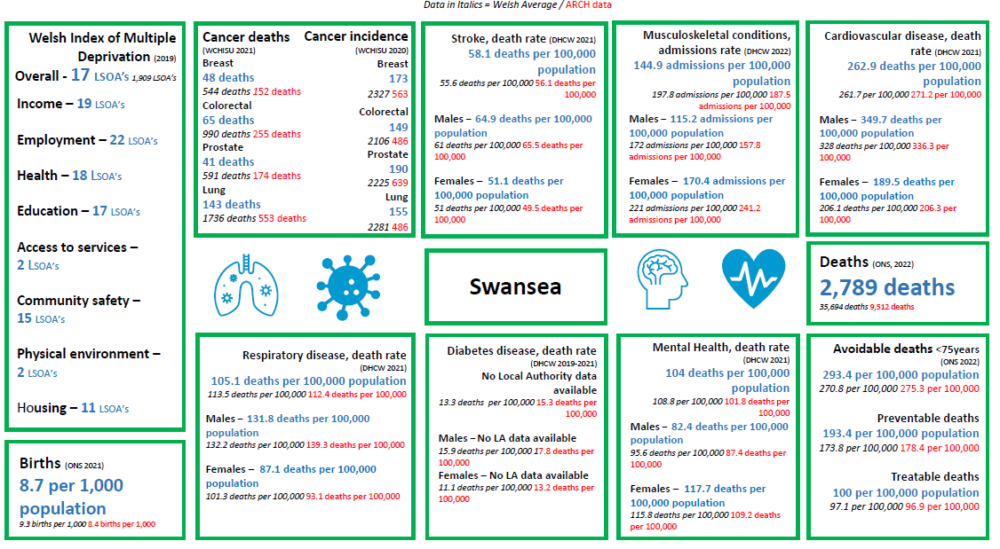 Data in Italics = Welsh Average / ARCH data
Welsh Index of Multiple
Deprivation (2019)
Overall - 17 LSOA's 1,909 LSOA's
Income – 19 LSOA's
Employment – 22 LSOA's
Health – 18 LSOA's
Education – 17 LSOA's
Access to services –
2 LSOA's
Community safety –
15 LSOA's
Physical environment –
2 LSOA's
Housing – 11 LSOA's
Births (ONS 2021)
8.7 per 1,000
population
9.3 births per 1,000 8.4 births per 1,000
Cancer deaths
(WCHISU 2021)
Breast
48 deaths
544 deaths 152 deaths
Colorectal
65 deaths
990 deaths 255 deaths
Prostate
41 deaths
591 deaths 174 deaths
Lung
143 deaths
1736 deaths 553 deaths
Cancer incidence
(WCHISU 2020)
Breast
173
2327 563
Colorectal
149
2106 486
Prostate
190
2225 639
Lung
155
2281 486
Stroke, death rate (DHCW 2021)
58.1 deaths per 100,000
population
55.6 deaths per 100,000 56.1 deaths per
100,000
Males – 64.9 deaths per 100,000
population
61 deaths per 100,000 65.5 deaths per
100,000
Females – 51.1 deaths per
100,000 population
51 deaths per 100,000 49.5 deaths per
100,000
Musculoskeletal conditions,
admissions rate (DHCW 2022)
144.9 admissions per 100,000
population
197.8 admissions per 100,000 187.5
admissions per 100,000
Males – 115.2 admissions per
100,000 population
172 admissions per 100,000 157.8
admissions per 100,000
Females – 170.4 admissions per
100,000 population
221 admissions per 100,000 241.2
admissions per 100,000
Cardiovascular disease, death
rate (DHCW 2021)
262.9 deaths per 100,000
population
261.7 per 100,000 271.2 per 100,000
Males – 349.7 deaths per
100,000 population
328 deaths per 100,000 336.3 per
100,000
Females – 189.5 deaths per
100,000 population
206.1 deaths per 100,000 206.3 per
100,000
Swansea
Deaths (ONS, 2022)
2,789 deaths
35,694 deaths 9,512 deaths
Respiratory disease, death rate
(DHCW 2021)
105.1 deaths per 100,000 population
113.5 deaths per 100,000 112.4 deaths per 100,000
Males – 131.8 deaths per 100,000
population
132.2 deaths per 100,000 139.3 deaths per 100,000
Females – 87.1 deaths per 100,000
population
101.3 deaths per 100,000 93.1 deaths per 100,000
Diabetes disease, death rate
(DHCW 2019-2021)
No Local Authority data
available
13.3 deaths per 100,000 15.3 deaths per
100,000
Males – No LA data available
15.9 deaths per 100,000 17.8 deaths per
100,000
Females – No LA data available
11.1 deaths per 100,000 13.2 deaths per
100,000
Mental Health, death rate
(DHCW 2021)
104 deaths per 100,000
population
108.8 per 100,000 101.8 deaths per
100,000
Males – 82.4 deaths per 100,000
population
95.6 deaths per 100,000 87.4 deaths per
100,000
Females – 117.7 deaths per
100,000 population
115.8 deaths per 100,000 109.2 deaths
per 100,000
Avoidable deaths <75years
(ONS 2022)
293.4 per 100,000 population
270.8 per 100,000 275.3 per 100,000
Preventable deaths
193.4 per 100,000 population
173.8 per 100,000 178.4 per 100,000
Treatable deaths
100 per 100,000 population
97.1 per 100,000 96.9 per 100,000